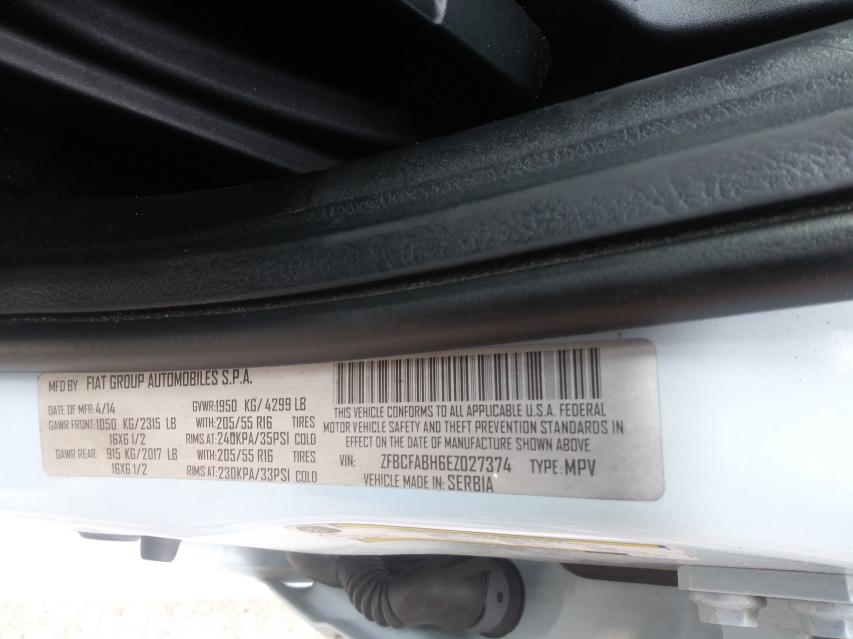 MFD BY FIAT GROUP AUTOMOBILES S.P.A.
DATE OF MFR:4/14 GVWR:1950 KG/4299 LB
GAWR FRONT:1050 KG/2315 LB WITH:205/55 R16 TIRES
16X6 1/2 RIMS AT:240KPA/35PSI COLD
GAWR REAR: 915 KG/2017 LB WITH:205/55 R16 TIRES
16X6 1/2 RIMS AT:230KPA/33PSI COLD
THIS VEHICLE CONFORMS TO ALL APPLICABLE U.S.A. FEDERAL
MOTOR VEHICLE SAFETY AND THEFT PREVENTION STANDARDS IN
EFFECT ON THE DATE OF MANUFACTURE SHOWN ABOVE.
VIN: ZFBCFABH6EZ027374 TYPE: MPV
VEHICLE MADE IN: SERBIA